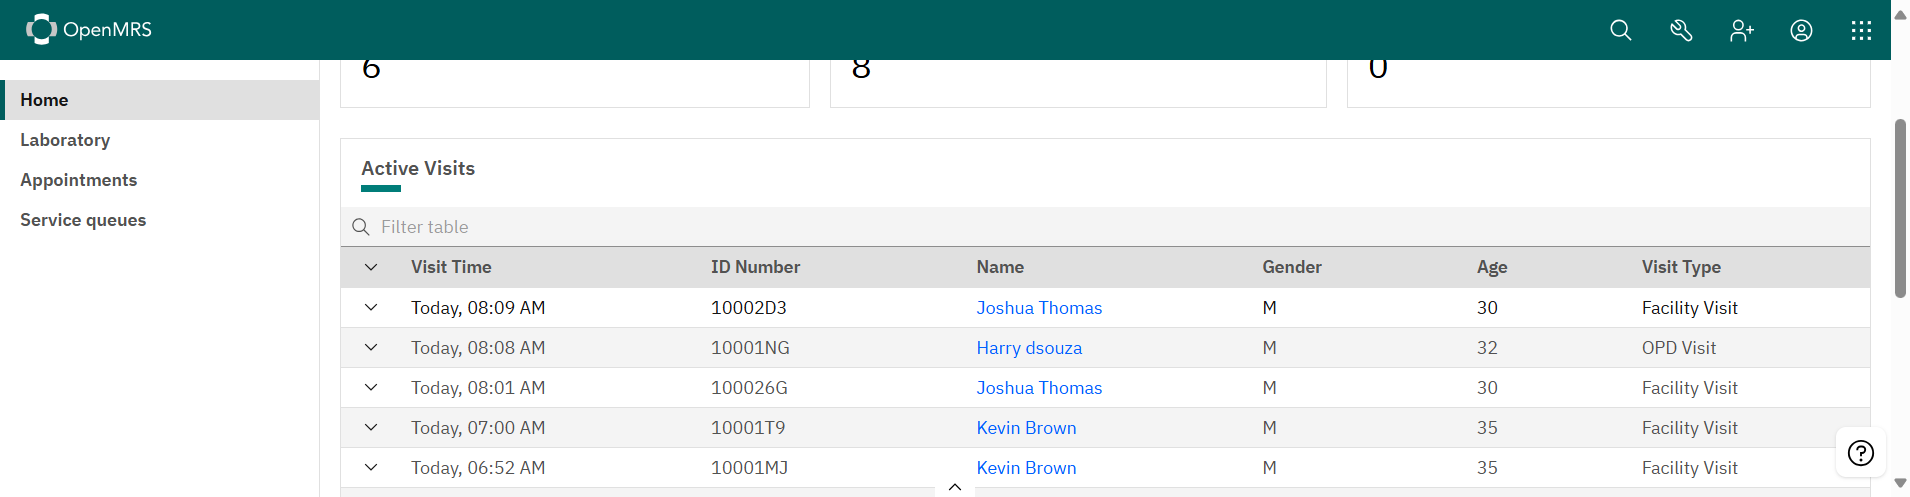 OpenMRS
6 8 0
Home
Laboratory
Appointments
Service queues
Active Visits
Filter table
Visit Time ID Number Name Gender Age Visit Type
Today, 08:09 AM 10002D3 Joshua Thomas M 30 Facility Visit
Today, 08:08 AM 10001NG Harry dsouza M 32 OPD Visit
Today, 08:01 AM 100026G Joshua Thomas M 30 Facility Visit
Today, 07:00 AM 10001T9 Kevin Brown M 35 Facility Visit
Today, 06:52 AM 10001MJ Kevin Brown M 35 Facility Visit